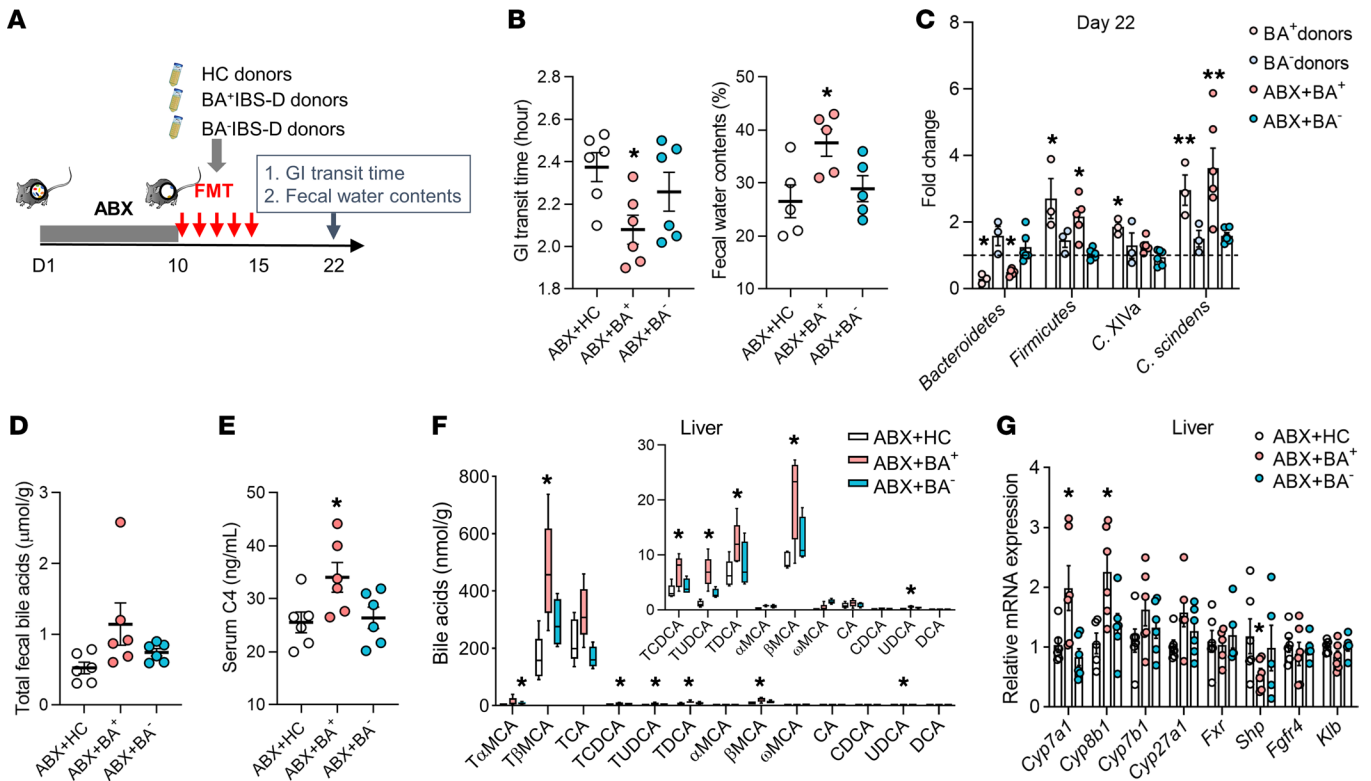 A
HC donors
BA⁺IBS-D donors
BA⁻IBS-D donors
FMT
1. GI transit time
2. Fecal water contents
ABX
D1
10
15
22
B
GI transit time (hour)
2.8
2.6
2.4
2.2
2.0
1.8
*
ABX+HC
ABX+BA⁺
ABX+BA⁻
Fecal water contents (%)
50
40
30
20
10
*
ABX+HC
ABX+BA⁺
ABX+BA⁻
C
Day 22
Fold change
8
6
4
2
0
* * * * * ** **
BA⁺donors
BA⁻donors
ABX+BA⁺
ABX+BA⁻
Bacteroidetes
Firmicutes
C. XIVa
C. scindens
D
Total fecal bile acids (μmol/g)
3
2
1
0
ABX+HC
ABX+BA⁺
ABX+BA⁻
E
Serum C4 (ng/mL)
50
40
30
20
10
*
ABX+HC
ABX+BA⁺
ABX+BA⁻
F
Liver
ABX+HC
ABX+BA⁺
ABX+BA⁻
Bile acids (nmol/g)
800
600
400
200
0
* * * * * * *
TαMCA
TβMCA
TCA
TCDCA
TUDCA
TDCA
αMCA
βMCA
ωMCA
CA
CDCA
UDCA
DCA
30
20
10
0
* * * * *
TCDCA
TUDCA
TDCA
αMCA
βMCA
ωMCA
CA
CDCA
UDCA
DCA
G
Liver
ABX+HC
ABX+BA⁺
ABX+BA⁻
Relative mRNA expression
4
3
2
1
0
* * *
Cyp7a1
Cyp8b1
Cyp7b1
Cyp27a1
Fxr
Shp
Fgfr4
Klb